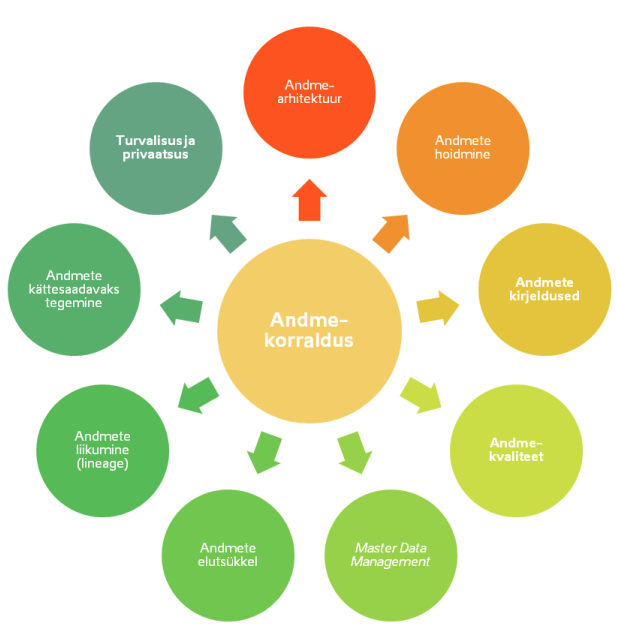 Andme-
arhitektuur
Andmete
hoidmine
Andmete
kirjeldused
Andme-
kvaliteet
Master Data
Management
Andmete
elutsükkel
Andmete
liikumine
(lineage)
Andmete
kättesaadavaks
tegemine
Turvalisus ja
privaatsus
Andme-
korraldus